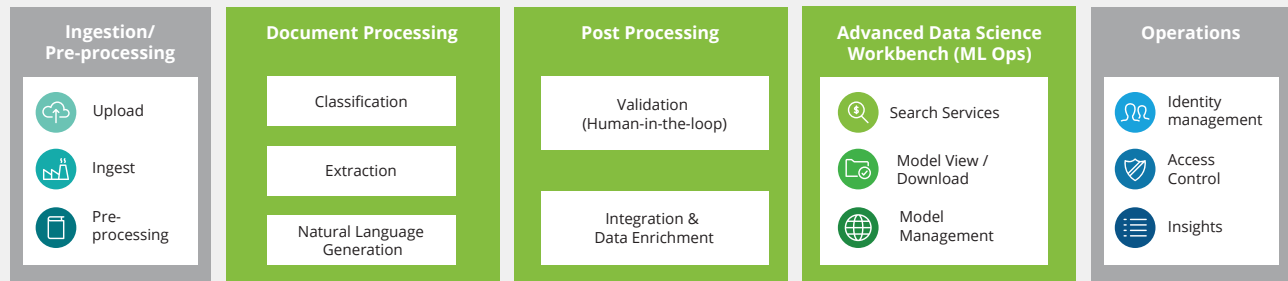 Ingestion/
Pre-processing
Upload
Ingest
Pre-
processing
Document Processing
Classification
Extraction
Natural Language
Generation
Post Processing
Validation
(Human-in-the-loop)
Integration &
Data Enrichment
Advanced Data Science
Workbench (ML Ops)
$
Search Services
Model View /
Download
Model
Management
Operations
Identity
management
Access
Control
Insights